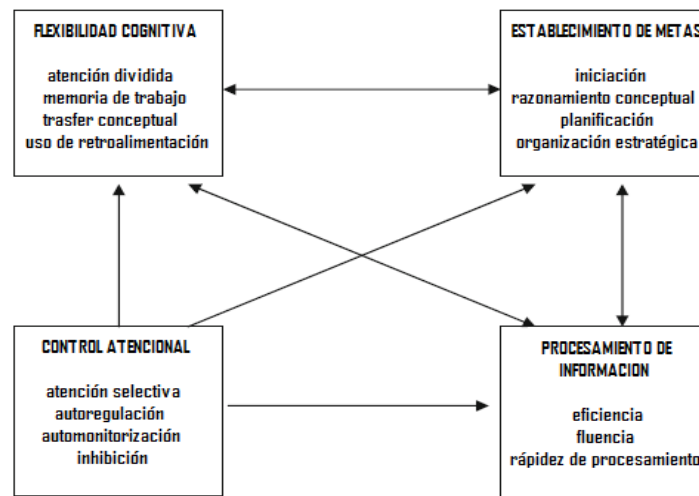 FLEXIBILIDAD COGNITIVA
atención dividida
memoria de trabajo
trasfer conceptual
uso de retroalimentación
ESTABLECIMIENTO DE METAS
iniciación
razonamiento conceptual
planificación
organización estratégica
CONTROL ATENCIONAL
atención selectiva
autoregulación
automonitorización
inhibición
PROCESAMIENTO DE
INFORMACION
eficiencia
fluencia
rápidez de procesamiento